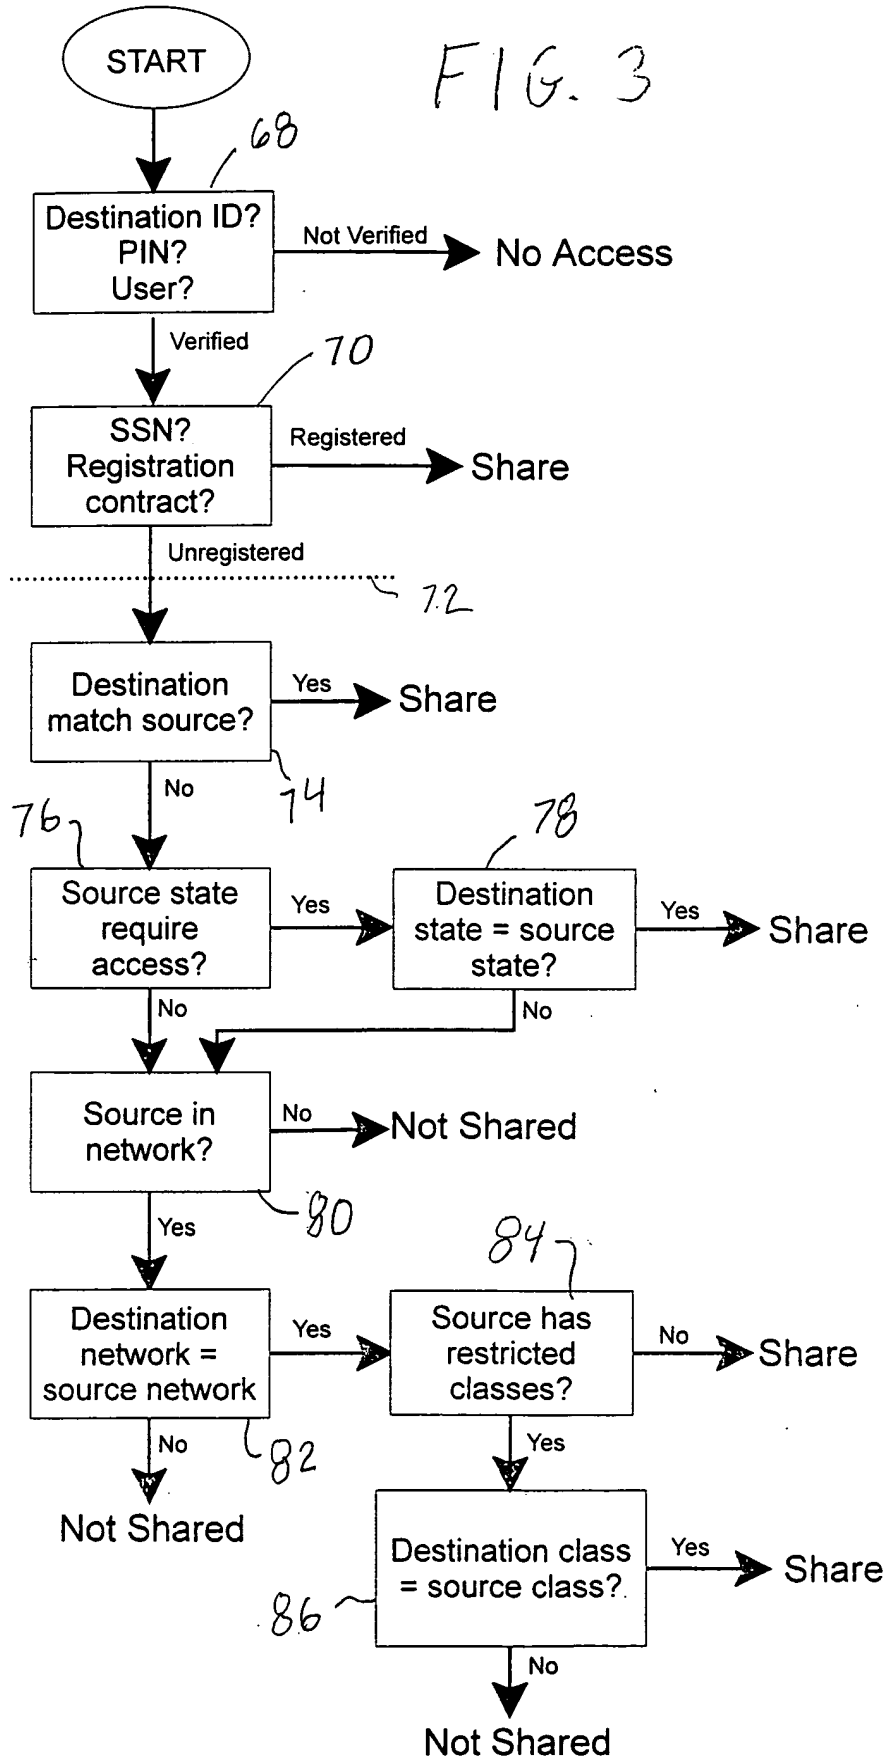 START
FIG. 3
68
Destination ID?
PIN?
User?
Not Verified
No Access
Verified
70
SSN?
Registration
contract?
Registered
Share
Unregistered
72
Destination
match source?
Yes
Share
74
No
76
78
Source state
require
access?
Yes
Destination
state = source
state?
Yes
Share
No
No
Source in
network?
No
Not Shared
80
Yes
84
Destination
network =
source network
Yes
Source has
restricted
classes?
No
Share
82
No
Yes
Not Shared
Destination class
= source class?
Yes
Share
86
No
Not Shared